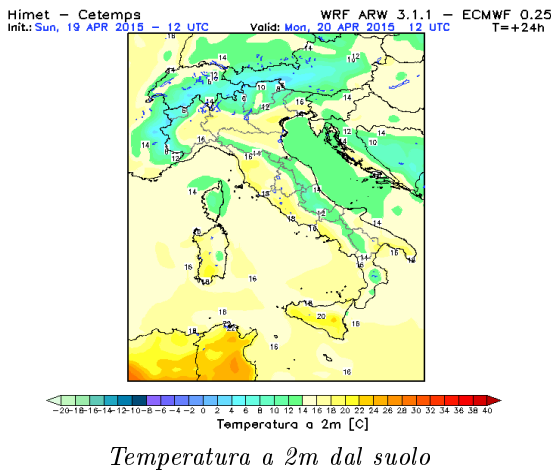 Himet – Cetemps WRF ARW 3.1.1 – ECMWF 0.25
Init.: Sun, 19 APR 2015 – 12 UTC Valid: Mon, 20 APR 2015 12 UTC T=+24h
-20 -18 -16 -14 -12 -10 -8 -6 -4 -2 0 2 4 6 8 10 12 14 16 18 20 22 24 26 28 30 32 34 36 38 40
Temperatura a 2m [C]
Temperatura a 2m dal suolo